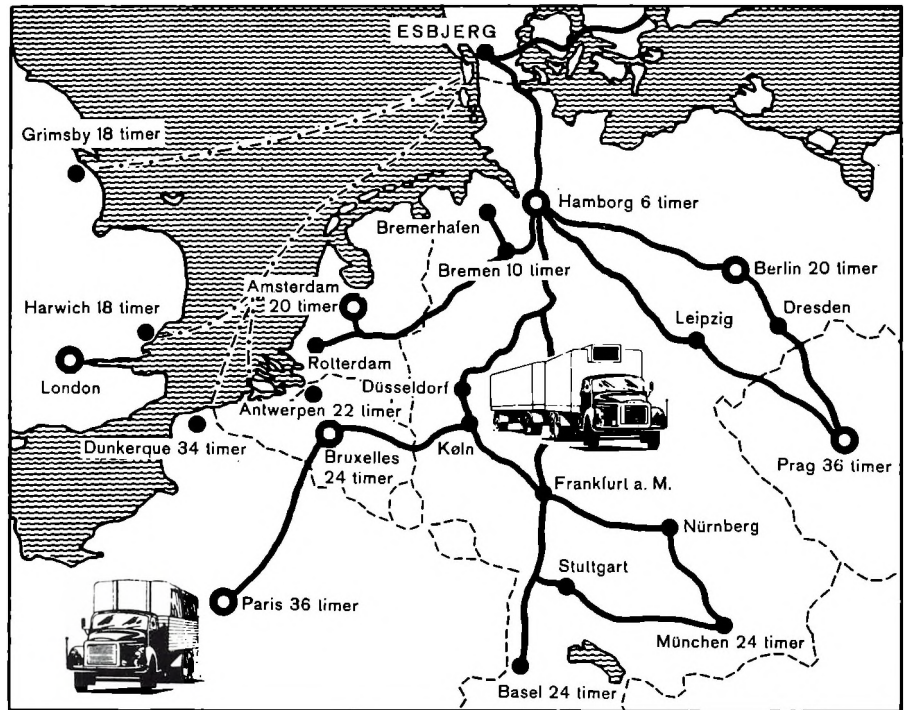 ESBJERG
Grimsby 18 timer
Hamborg 6 timer
Bremerhafen
Bremen 10 timer
Berlin 20 timer
Amsterdam
20 timer
Harwich 18 timer
Dresden
Leipzig
Rotterdam
London
Düsseldorf
Antwerpen 22 timer
Dunkerque 34 timer
Køln
Bruxelles
24 timer
Prag 36 timer
Frankfurt a. M.
Nürnberg
Stuttgart
Paris 36 timer
München 24 timer
Basel 24 timer